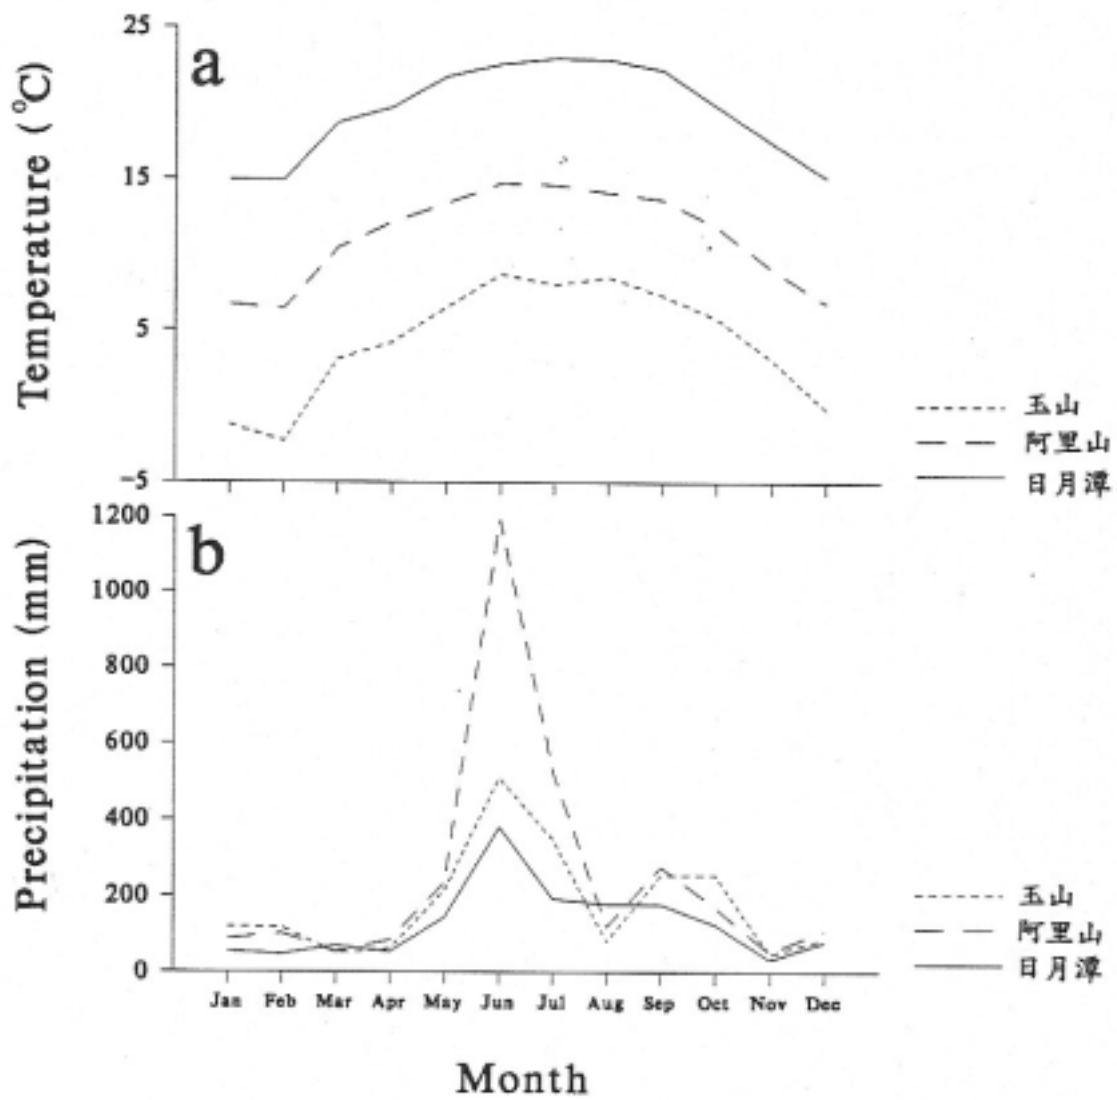 a
Temperature (°C)
25
15
5
-5
玉山
阿里山
日月潭
b
Precipitation (mm)
1200
1000
800
600
400
200
0
玉山
阿里山
日月潭
Jan Feb Mar Apr May Jun Jul Aug Sep Oct Nov Dec
Month